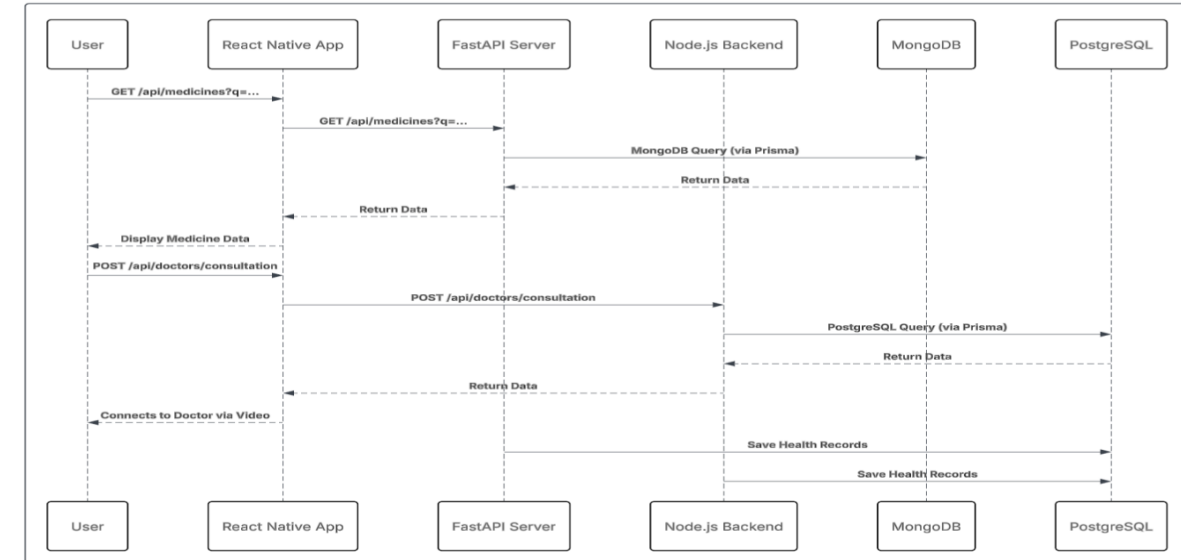 User
React Native App
FastAPI Server
Node.js Backend
MongoDB
PostgreSQL
GET /api/medicines?q=...
GET /api/medicines?q=...
MongoDB Query (via Prisma)
Return Data
Return Data
Display Medicine Data
POST /api/doctors/consultation
POST /api/doctors/consultation
PostgreSQL Query (via Prisma)
Return Data
Return Data
Connects to Doctor via Video
Save Health Records
Save Health Records
User
React Native App
FastAPI Server
Node.js Backend
MongoDB
PostgreSQL